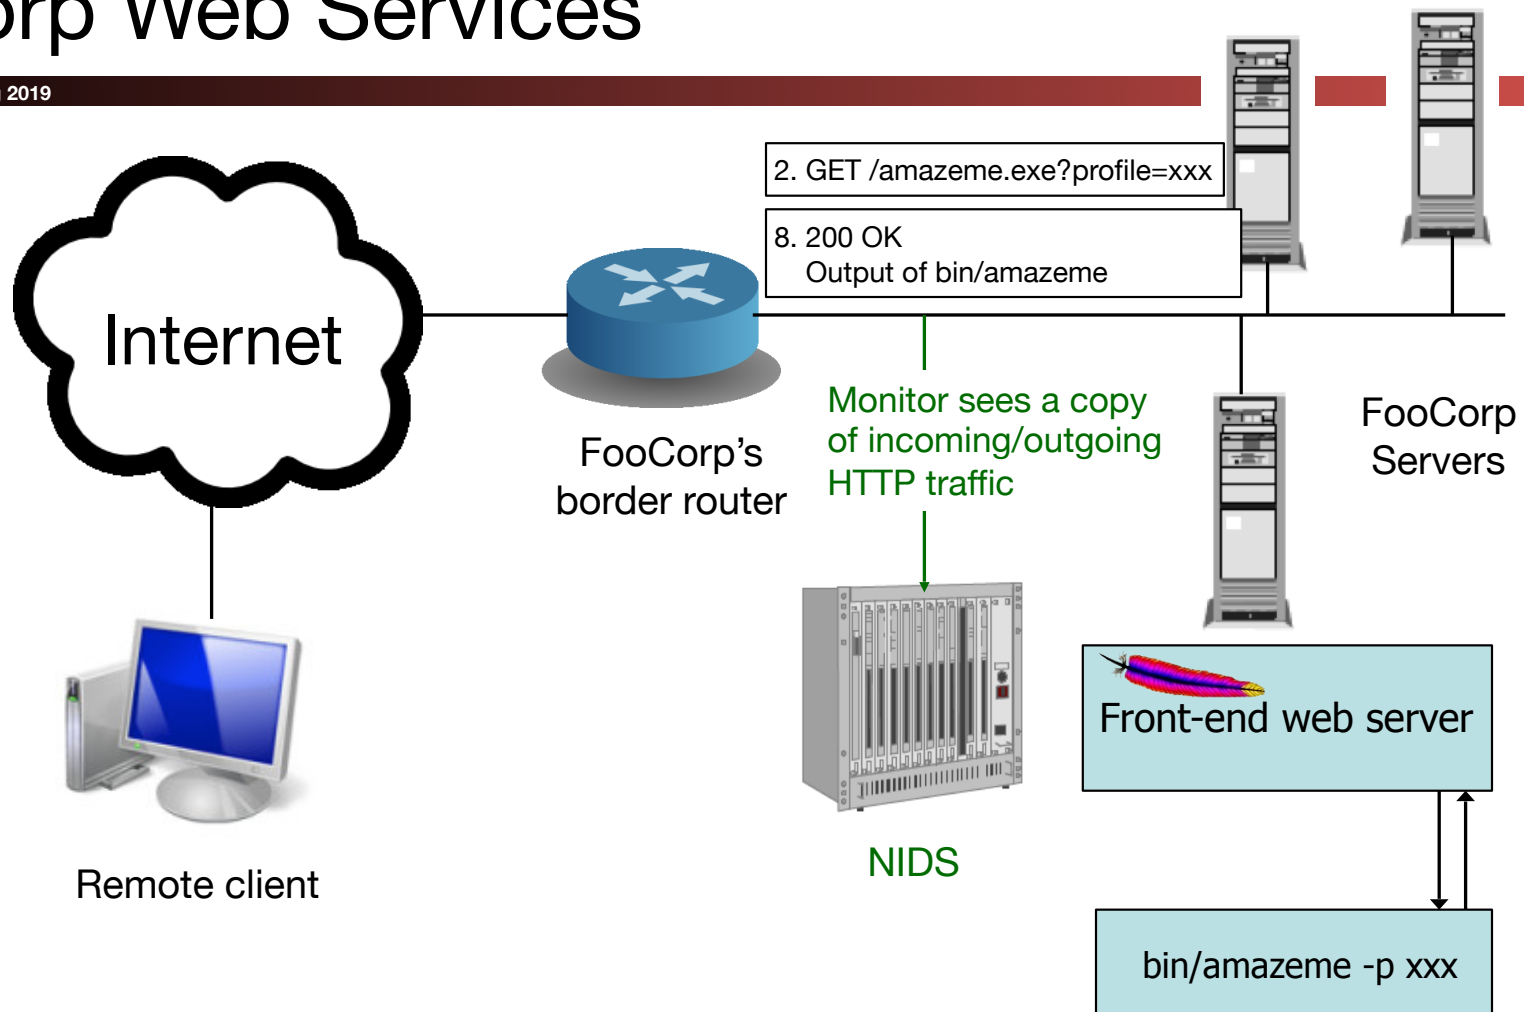 orp Web Services
2019
2. GET /amazeme.exe?profile=xxx
8. 200 OK
Output of bin/amazeme
Internet
Monitor sees a copy
of incoming/outgoing
HTTP traffic
FooCorp's
border router
FooCorp
Servers
Front-end web server
NIDS
Remote client
bin/amazeme -p xxx